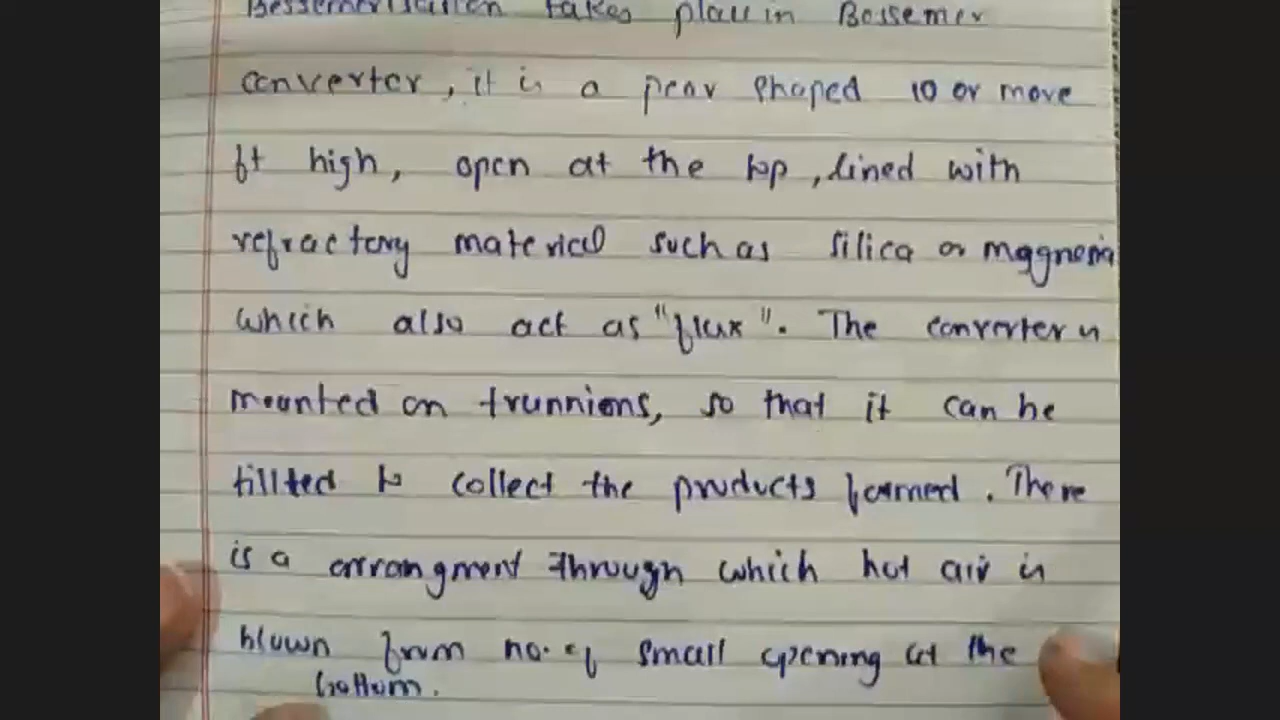 Bessemerisation takes place in Bessemer
converter, it is a pear shaped 10 or more
ft high, open at the top, lined with
refractory material such as silica or magnesia
which also act as "flux". The converter is
mounted on trunnions, so that it can be
tillted to collect the products formed. There
is a arrangment through which hot air is
blown from no. of small opening at the
bottom.